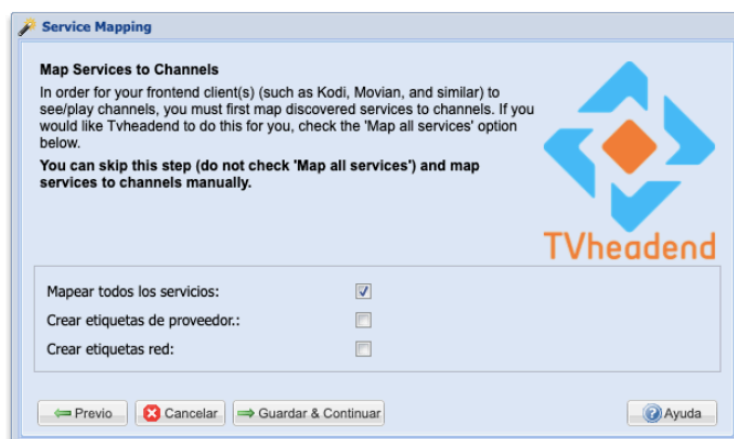 Service Mapping
Map Services to Channels
In order for your frontend client(s) (such as Kodi, Movian, and similar) to
see/play channels, you must first map discovered services to channels. If you
would like Tvheadend to do this for you, check the 'Map all services' option
below.
You can skip this step (do not check 'Map all services') and map
services to channels manually.
TVheadend
Mapear todos los servicios:
Crear etiquetas de proveedor.:
Crear etiquetas red:
Previo
Cancelar
Guardar & Continuar
Ayuda